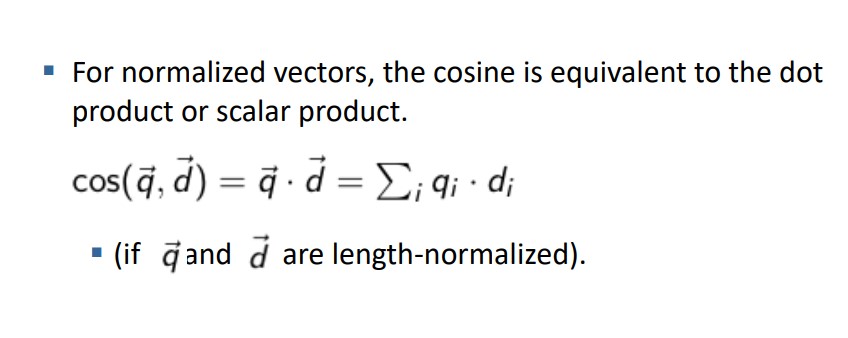 ▪ For normalized vectors, the cosine is equivalent to the dot
product or scalar product.
cos(q⃗, d⃗) = q⃗ · d⃗ = ∑ᵢ qᵢ · dᵢ
▪ (if q⃗ and d⃗ are length-normalized).